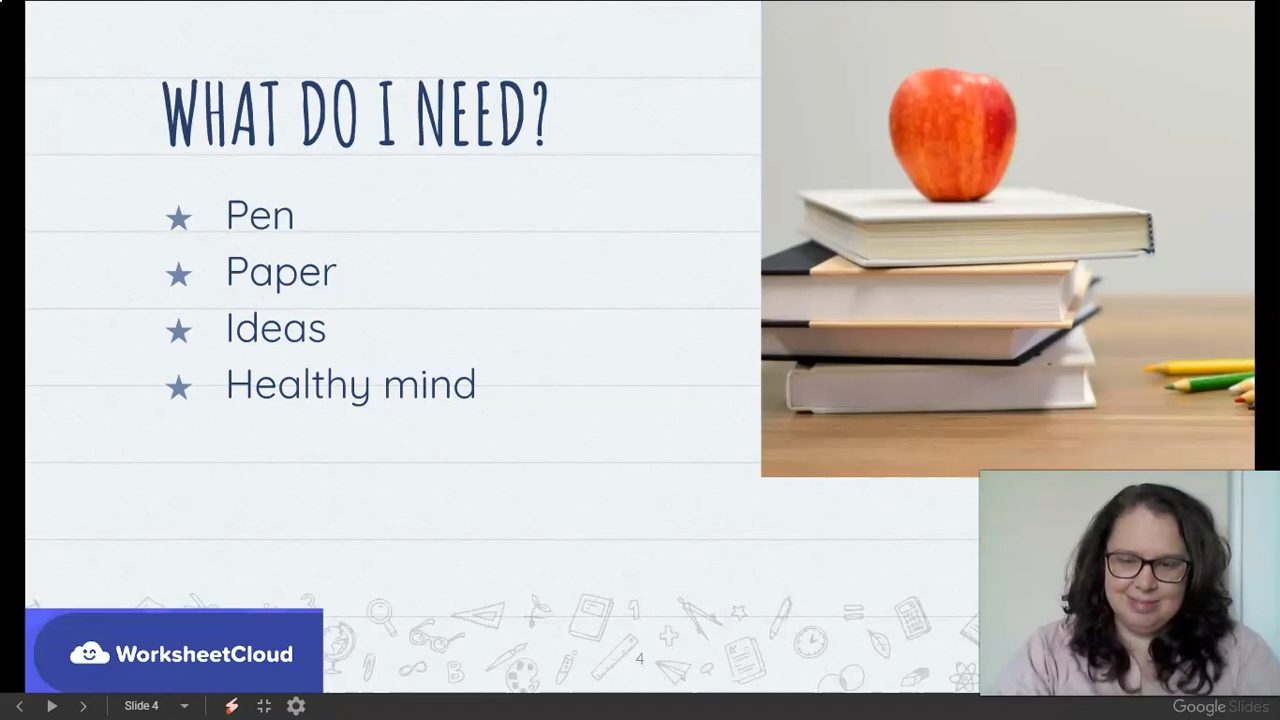 WHAT DO I NEED?
★ Pen
★ Paper
★ Ideas
★ Healthy mind
4
WorksheetCloud
Slide 4
Google Slides